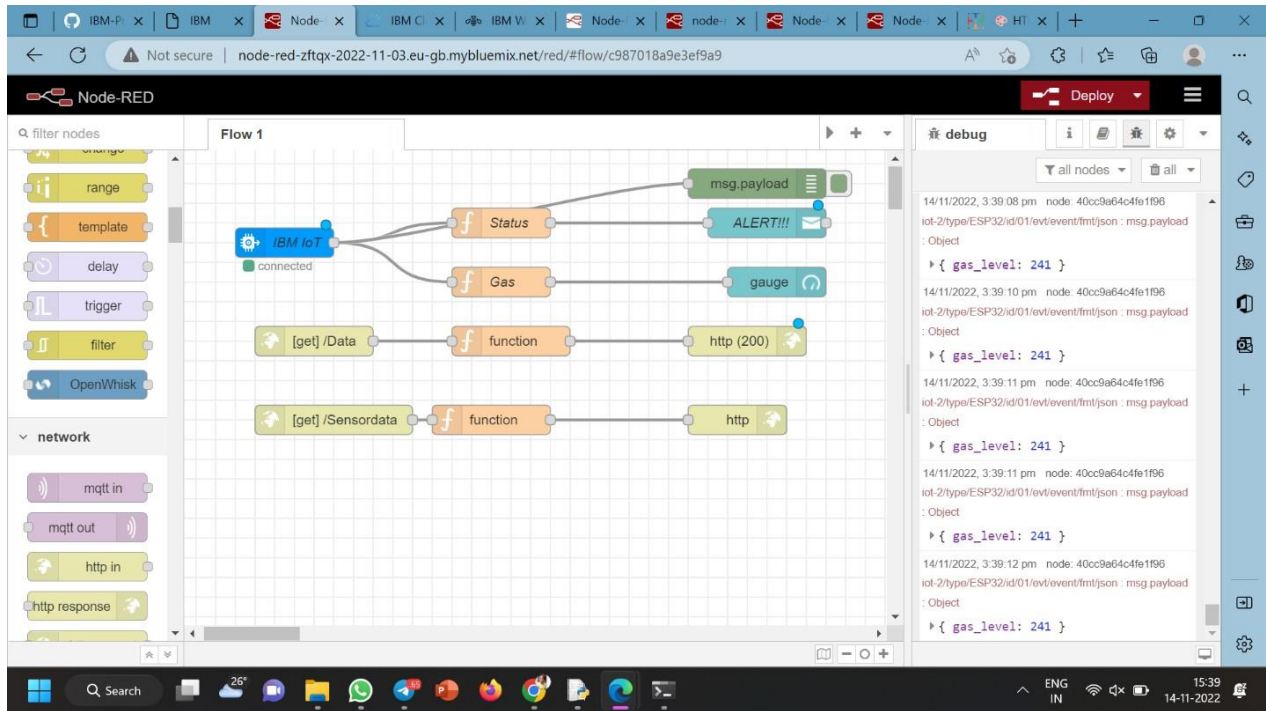 IBM-Pr
IBM
Node-
IBM Cl
IBM W
Node-
node-r
Node-
Node-
HT
Not secure
node-red-zftqx-2022-11-03.eu-gb.mybluemix.net/red/#flow/c987018a9e3ef9a9
Node-RED
Deploy
filter nodes
Flow 1
debug
all nodes
all
change
range
template
delay
trigger
filter
OpenWhisk
network
mqtt in
mqtt out
http in
http response
msg.payload
Status
ALERT!!!
IBM IoT
connected
Gas
gauge
[get] /Data
function
http (200)
[get] /Sensordata
function
http
14/11/2022, 3:39:08 pm node: 40cc9a64c4fe1f96
iot-2/type/ESP32/id/01/evt/event/fmt/json : msg.payload
: Object
{ gas_level: 241 }
14/11/2022, 3:39:10 pm node: 40cc9a64c4fe1f96
iot-2/type/ESP32/id/01/evt/event/fmt/json : msg.payload
: Object
{ gas_level: 241 }
14/11/2022, 3:39:11 pm node: 40cc9a64c4fe1f96
iot-2/type/ESP32/id/01/evt/event/fmt/json : msg.payload
: Object
{ gas_level: 241 }
14/11/2022, 3:39:11 pm node: 40cc9a64c4fe1f96
iot-2/type/ESP32/id/01/evt/event/fmt/json : msg.payload
: Object
{ gas_level: 241 }
14/11/2022, 3:39:12 pm node: 40cc9a64c4fe1f96
iot-2/type/ESP32/id/01/evt/event/fmt/json : msg.payload
: Object
{ gas_level: 241 }
Search
26°
ENG
IN
15:39
14-11-2022